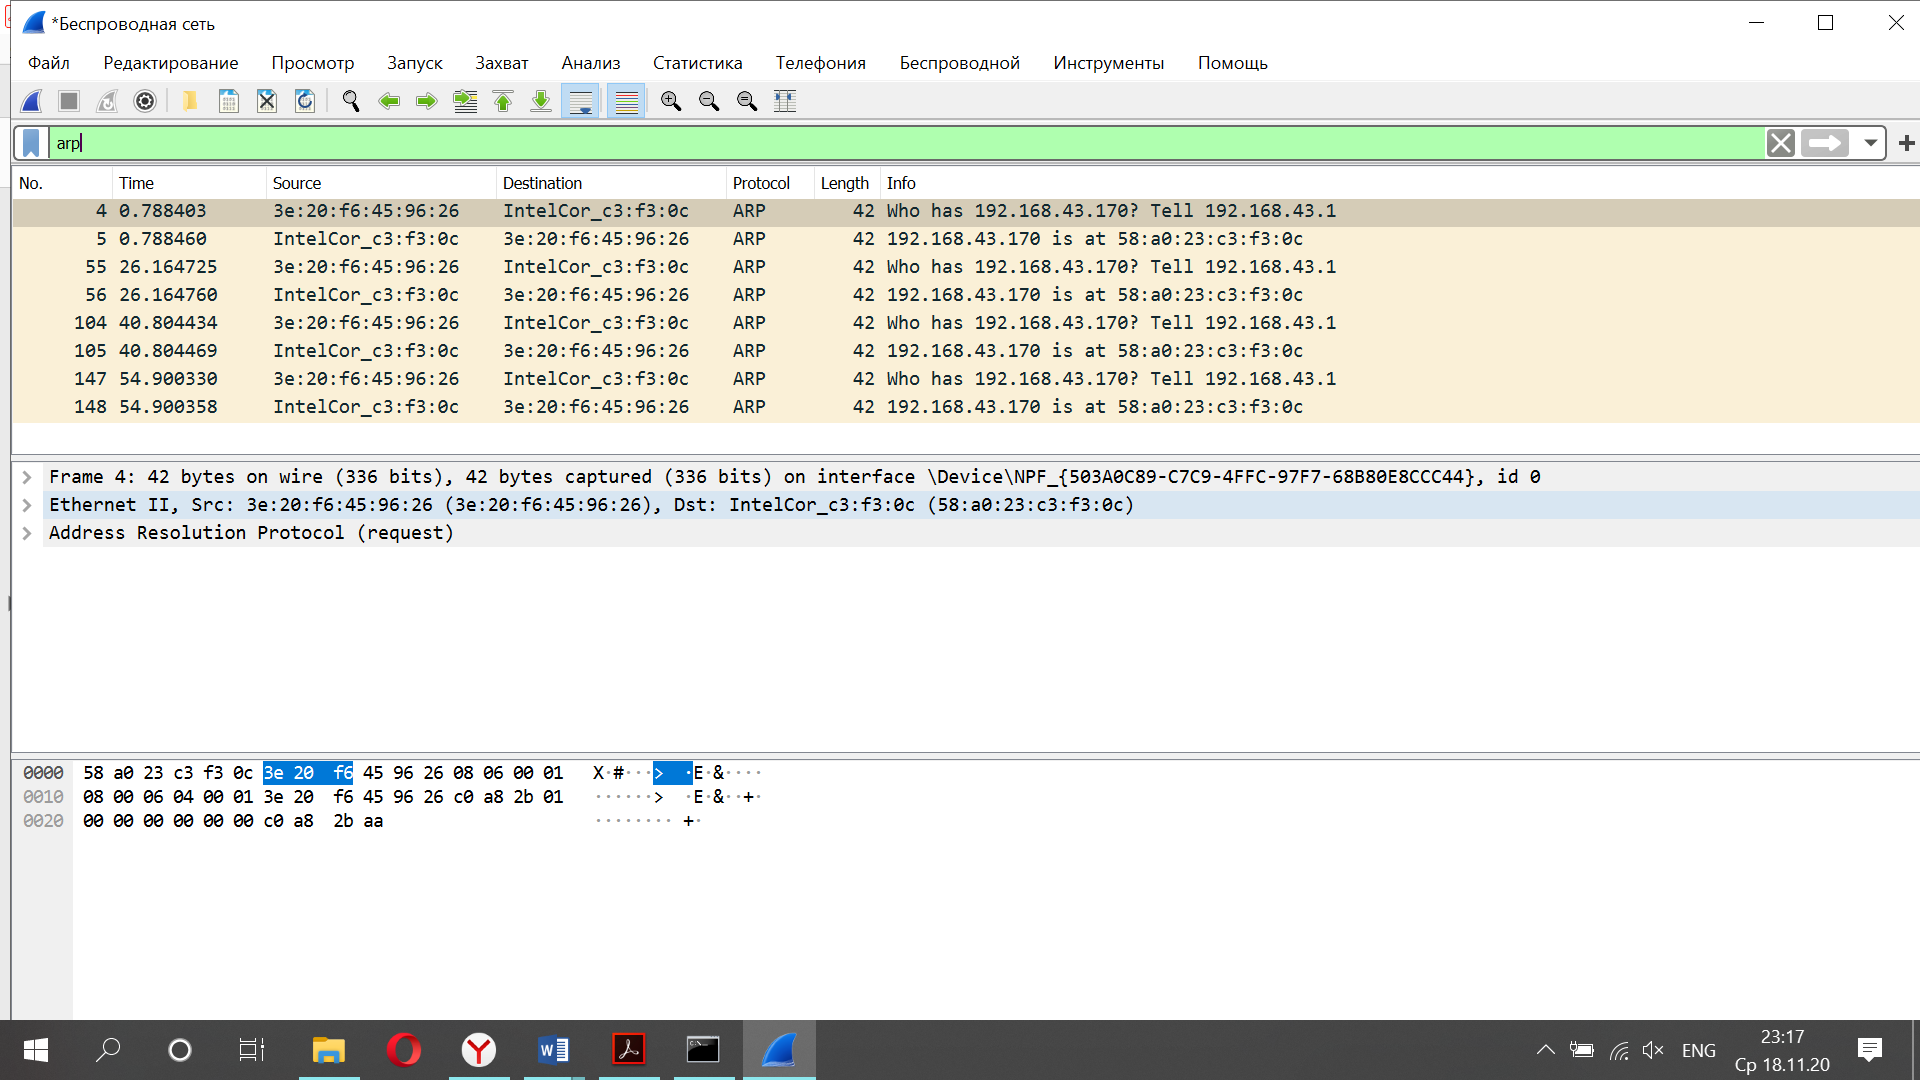 *Беспроводная сеть
Файл Редактирование Просмотр Запуск Захват Анализ Статистика Телефония Беспроводной Инструменты Помощь
arp
No. Time Source Destination Protocol Length Info
4 0.788403 3e:20:f6:45:96:26 IntelCor_c3:f3:0c ARP 42 Who has 192.168.43.170? Tell 192.168.43.1
5 0.788460 IntelCor_c3:f3:0c 3e:20:f6:45:96:26 ARP 42 192.168.43.170 is at 58:a0:23:c3:f3:0c
55 26.164725 3e:20:f6:45:96:26 IntelCor_c3:f3:0c ARP 42 Who has 192.168.43.170? Tell 192.168.43.1
56 26.164760 IntelCor_c3:f3:0c 3e:20:f6:45:96:26 ARP 42 192.168.43.170 is at 58:a0:23:c3:f3:0c
104 40.804434 3e:20:f6:45:96:26 IntelCor_c3:f3:0c ARP 42 Who has 192.168.43.170? Tell 192.168.43.1
105 40.804469 IntelCor_c3:f3:0c 3e:20:f6:45:96:26 ARP 42 192.168.43.170 is at 58:a0:23:c3:f3:0c
147 54.900330 3e:20:f6:45:96:26 IntelCor_c3:f3:0c ARP 42 Who has 192.168.43.170? Tell 192.168.43.1
148 54.900358 IntelCor_c3:f3:0c 3e:20:f6:45:96:26 ARP 42 192.168.43.170 is at 58:a0:23:c3:f3:0c
Frame 4: 42 bytes on wire (336 bits), 42 bytes captured (336 bits) on interface \Device\NPF_{503A0C89-C7C9-4FFC-97F7-68B80E8CCC44}, id 0
Ethernet II, Src: 3e:20:f6:45:96:26 (3e:20:f6:45:96:26), Dst: IntelCor_c3:f3:0c (58:a0:23:c3:f3:0c)
Address Resolution Protocol (request)
0000 58 a0 23 c3 f3 0c 3e 20 f6 45 96 26 08 06 00 01 X·#···> ·E·&····
0010 08 00 06 04 00 01 3e 20 f6 45 96 26 c0 a8 2b 01 ······> ·E·&··+·
0020 00 00 00 00 00 00 c0 a8 2b aa ········ +·
ENG
23:17
Ср 18.11.20